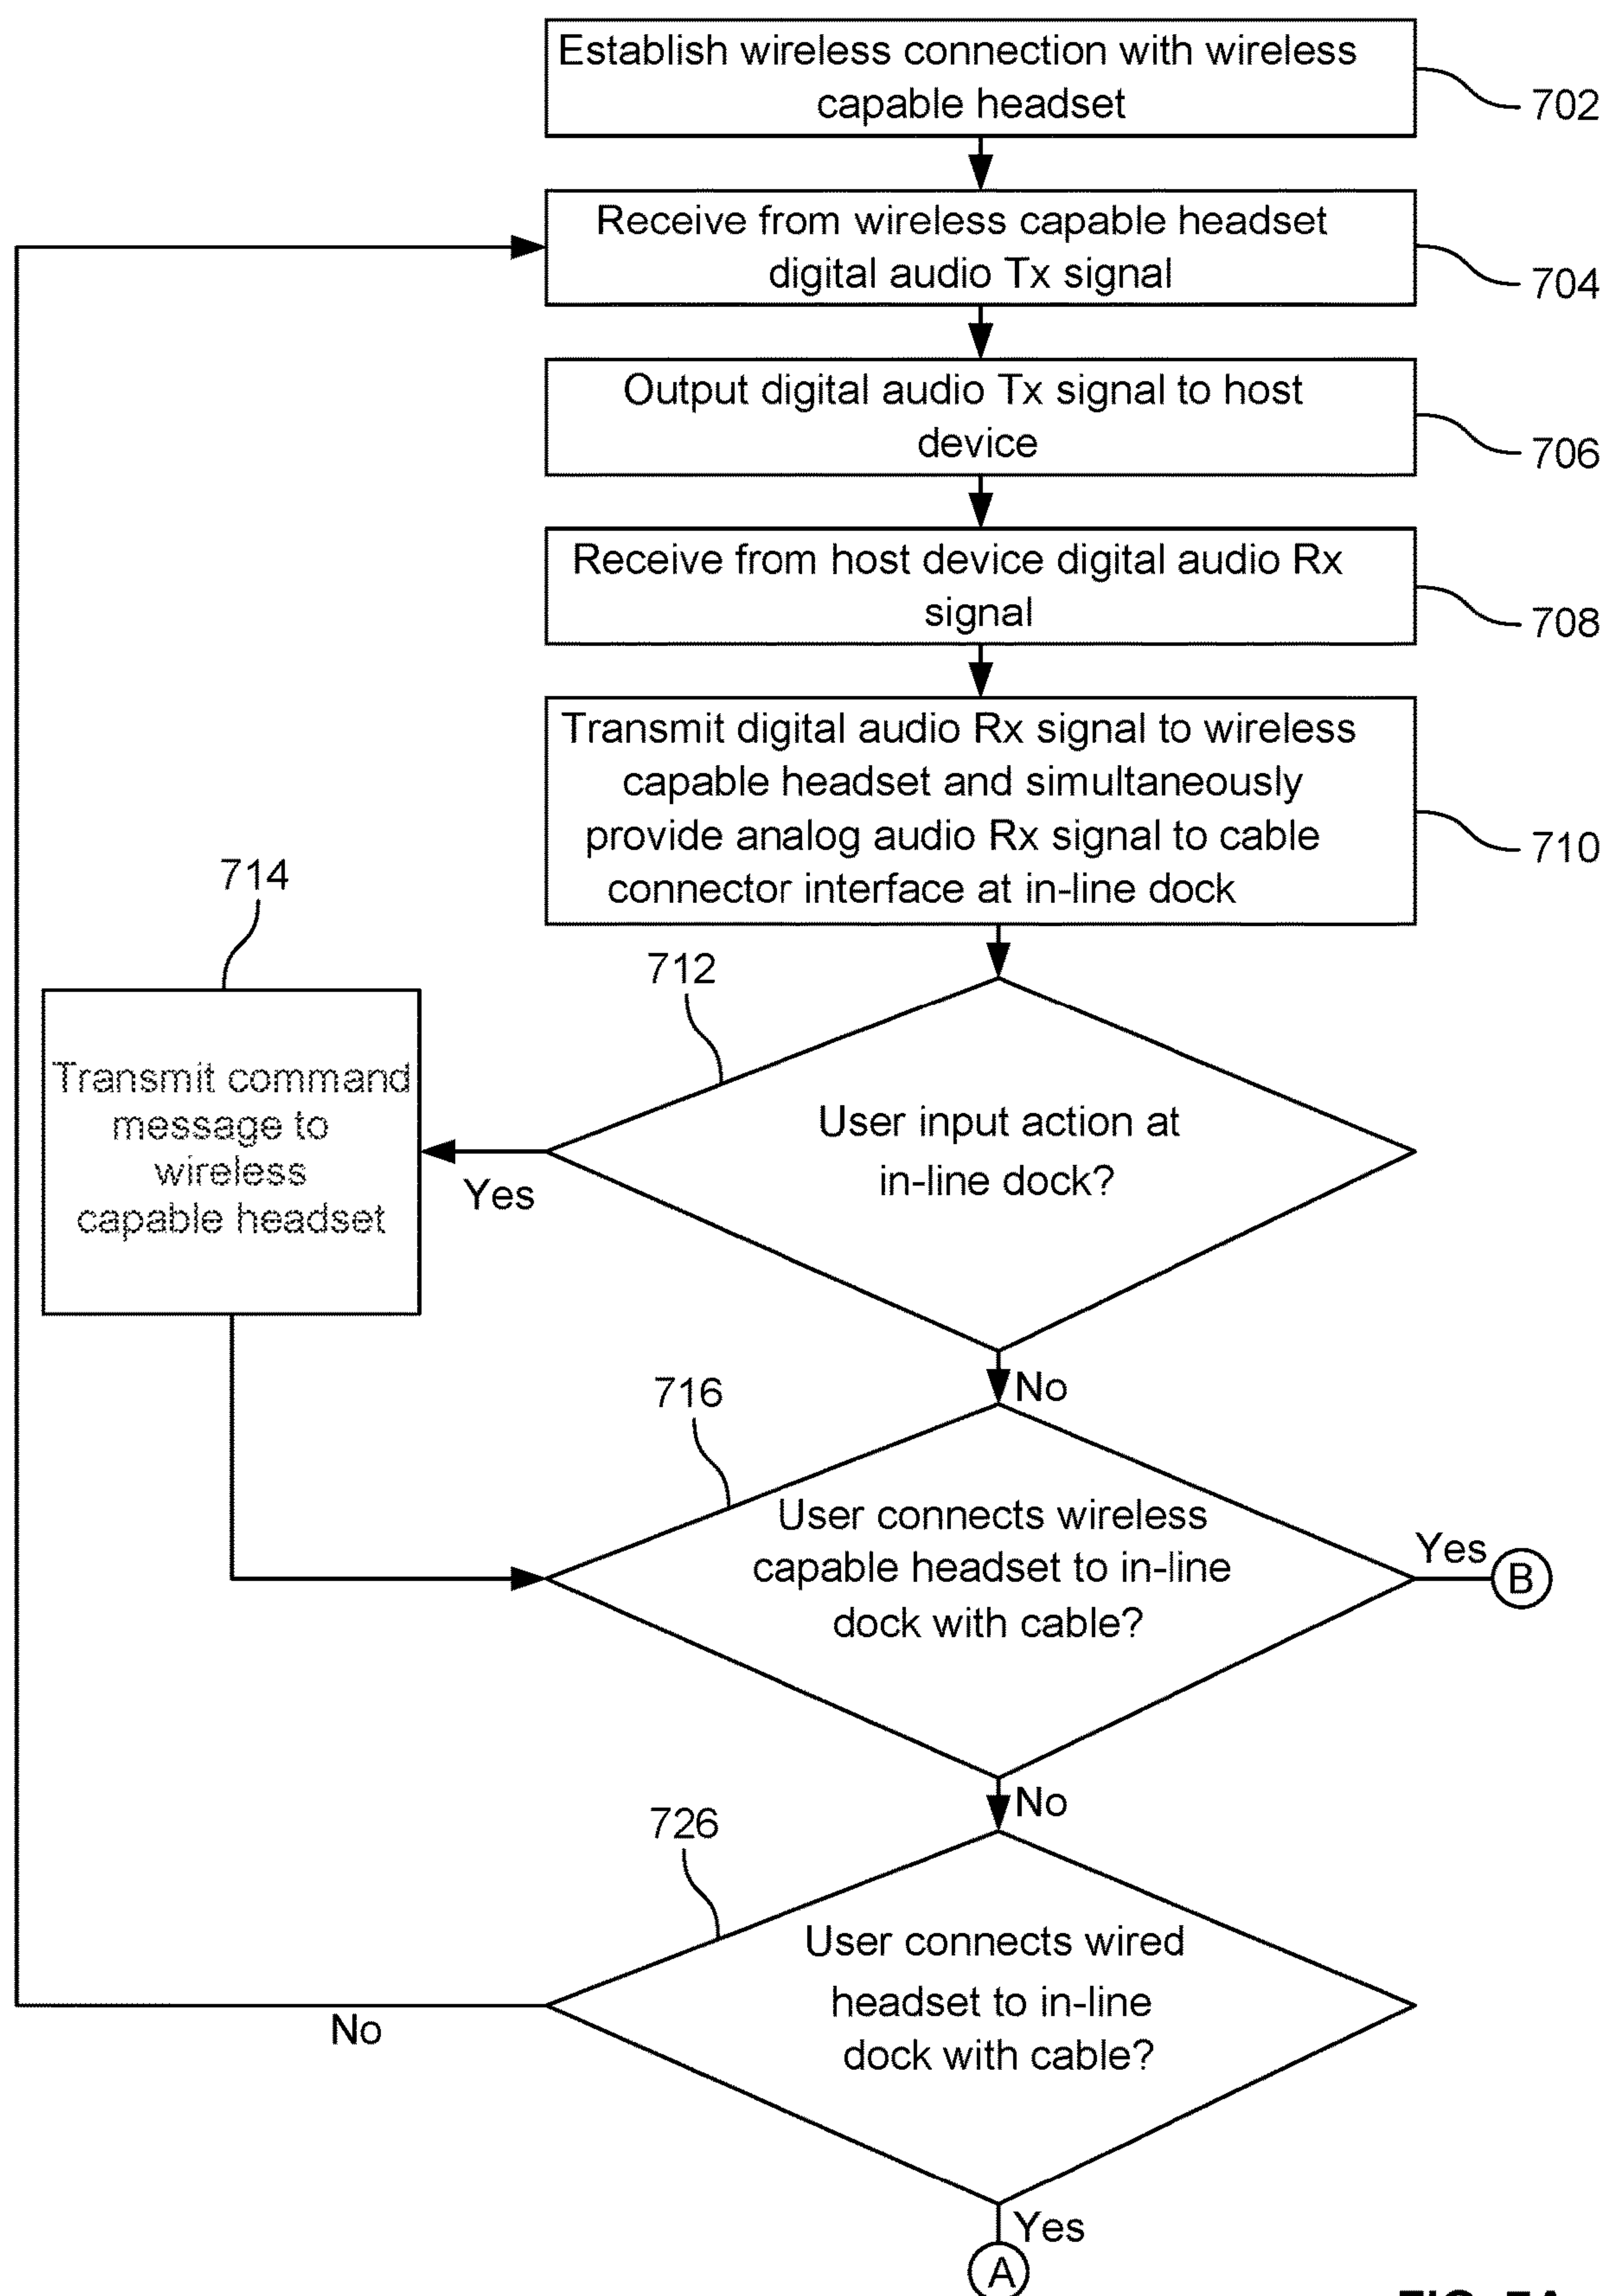 Establish wireless connection with wireless
capable headset
702
Receive from wireless capable headset
digital audio Tx signal
704
Output digital audio Tx signal to host
device
706
Receive from host device digital audio Rx
signal
708
Transmit digital audio Rx signal to wireless
capable headset and simultaneously
provide analog audio Rx signal to cable
connector interface at in-line dock
710
712
User input action at
in-line dock?
Yes
No
714
Transmit command
message to
wireless
capable headset
716
User connects wireless
capable headset to in-line
dock with cable?
Yes
B
No
726
User connects wired
headset to in-line
dock with cable?
No
Yes
A